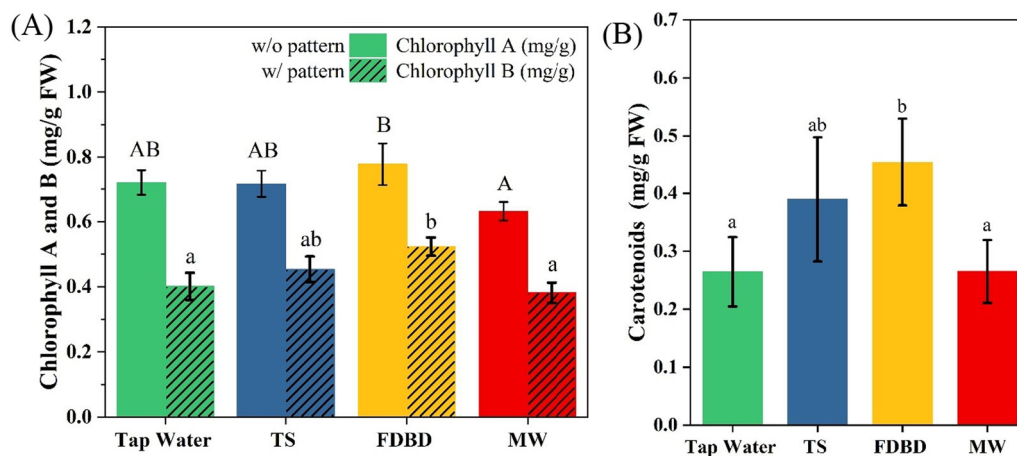 (A)
Chlorophyll A and B (mg/g FW)
1.2
1.0
0.8
0.6
0.4
0.2
0.0
w/o pattern Chlorophyll A (mg/g)
w/ pattern Chlorophyll B (mg/g)
AB
a
AB
ab
B
b
A
a
Tap Water TS FDBD MW
(B)
Carotenoids (mg/g FW)
0.7
0.6
0.5
0.4
0.3
0.2
0.1
0.0
a
ab
b
a
Tap Water TS FDBD MW